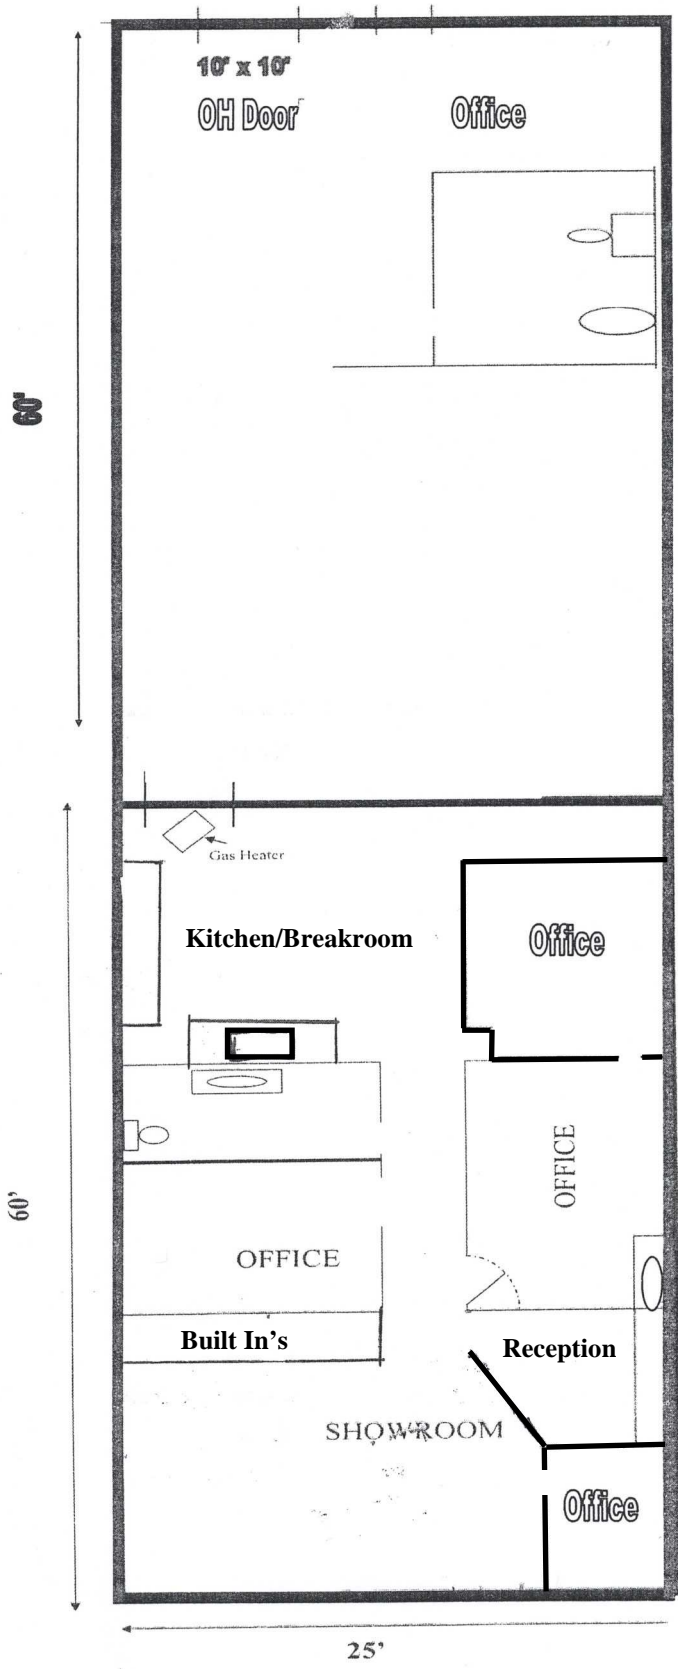 10' x 10'
OH Door
Office
60'
Gas Heater
Kitchen/Breakroom
Office
OFFICE
60’
OFFICE
Built In’s
Reception
SHOWROOM
Office
25’